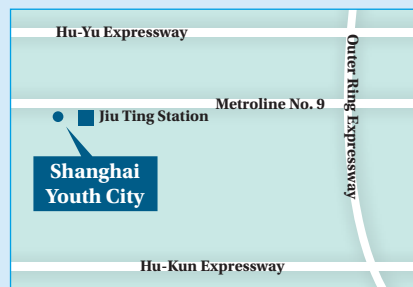 Hu-Yu Expressway
Outer Ring Expressway
Metroline No. 9
Jiu Ting Station
Shanghai
Youth City
Hu-Kun Expressway